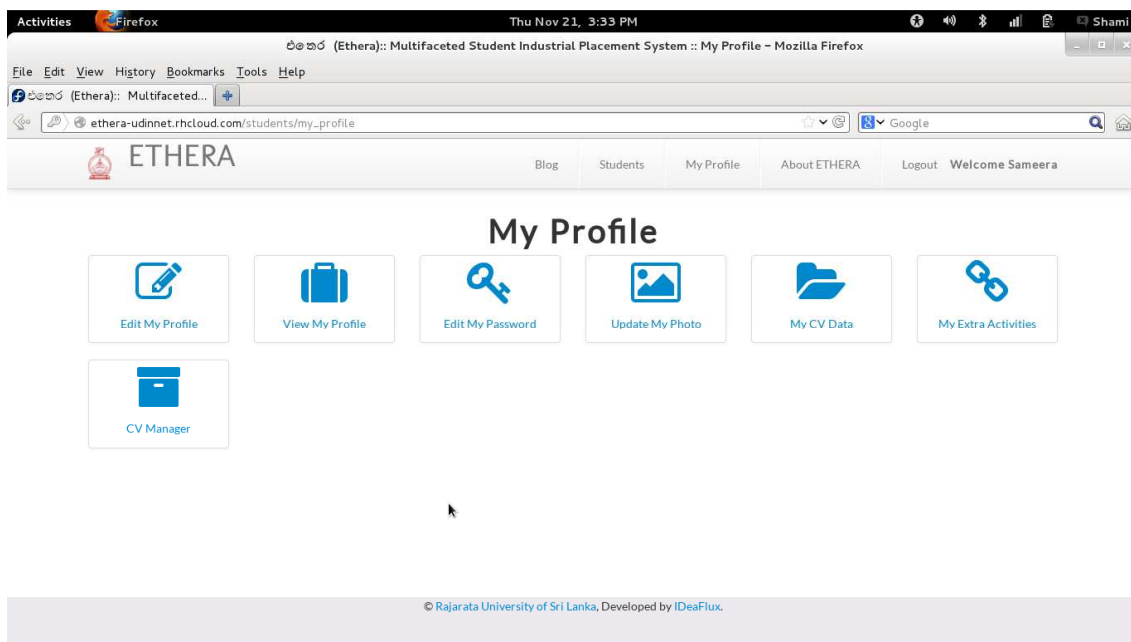 Activities Firefox Thu Nov 21, 3:33 PM Shami
එතෙර (Ethera):: Multifaceted Student Industrial Placement System :: My Profile - Mozilla Firefox
File Edit View History Bookmarks Tools Help
එතෙර (Ethera):: Multifaceted...
ethera-udinnet.rhcloud.com/students/my_profile Google
ETHERA Blog Students My Profile About ETHERA Logout Welcome Sameera
My Profile
Edit My Profile View My Profile Edit My Password Update My Photo My CV Data My Extra Activities
CV Manager
© Rajarata University of Sri Lanka, Developed by IDeaFlux.